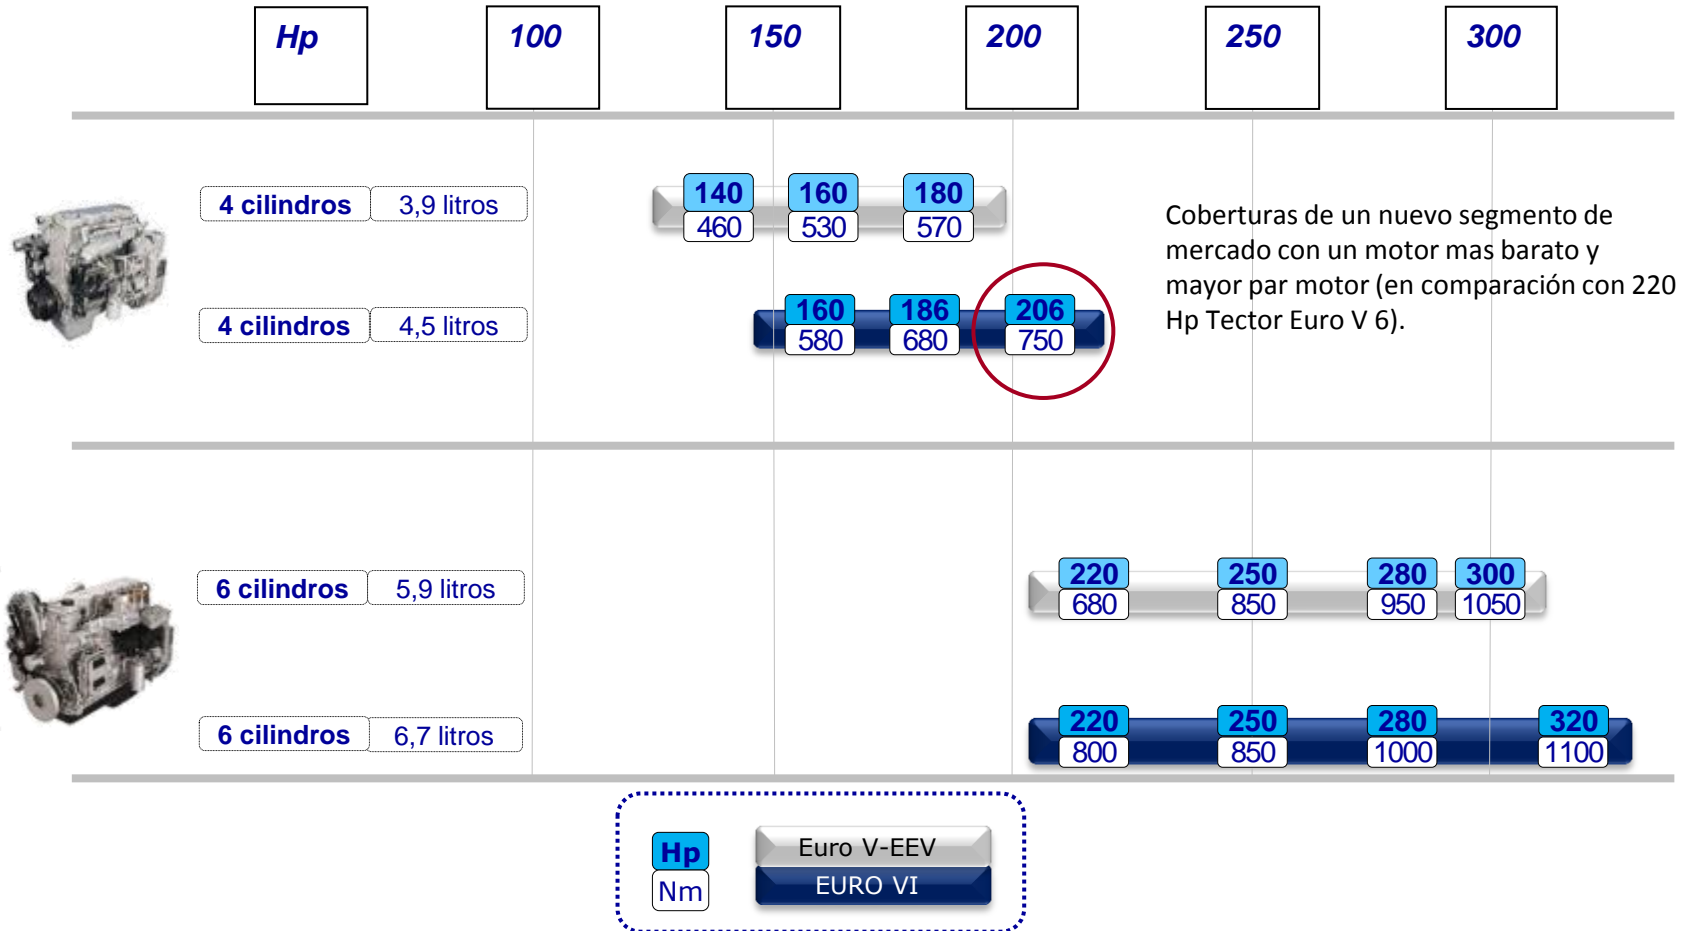 Hp 100 150 200 250 300
4 cilindros 3,9 litros
140 160 180
460 530 570
4 cilindros 4,5 litros
160 186 206
580 680 750
Coberturas de un nuevo segmento de
mercado con un motor mas barato y
mayor par motor (en comparación con 220
Hp Tector Euro V 6).
6 cilindros 5,9 litros
220 250 280 300
680 850 950 1050
6 cilindros 6,7 litros
220 250 280 320
800 850 1000 1100
Hp
Nm
Euro V-EEV
EURO VI